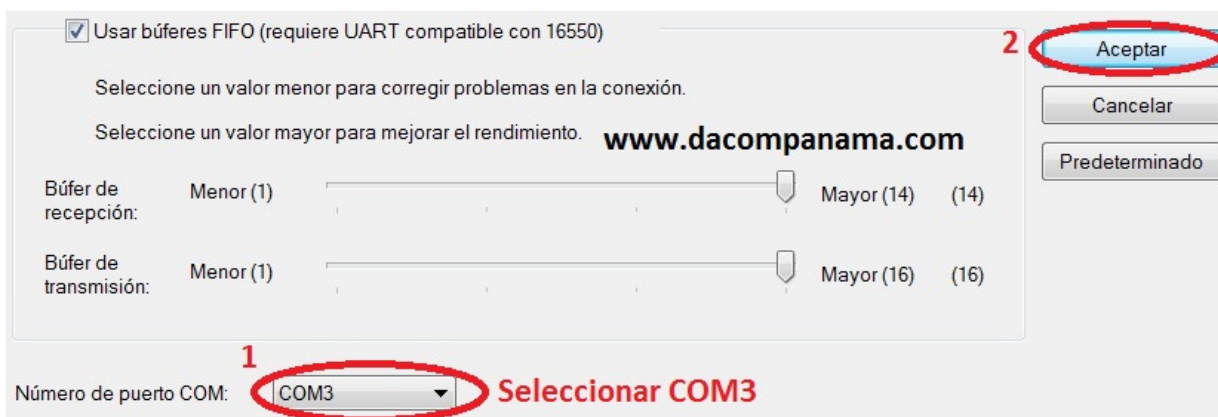 Usar búferes FIFO (requiere UART compatible con 16550)
2
Aceptar
Seleccione un valor menor para corregir problemas en la conexión.
Cancelar
Seleccione un valor mayor para mejorar el rendimiento.
www.dacompanama.com
Predeterminado
Búfer de
recepción:
Menor (1)
Mayor (14)
(14)
Búfer de
transmisión:
Menor (1)
Mayor (16)
(16)
1
Número de puerto COM:
COM3
Seleccionar COM3